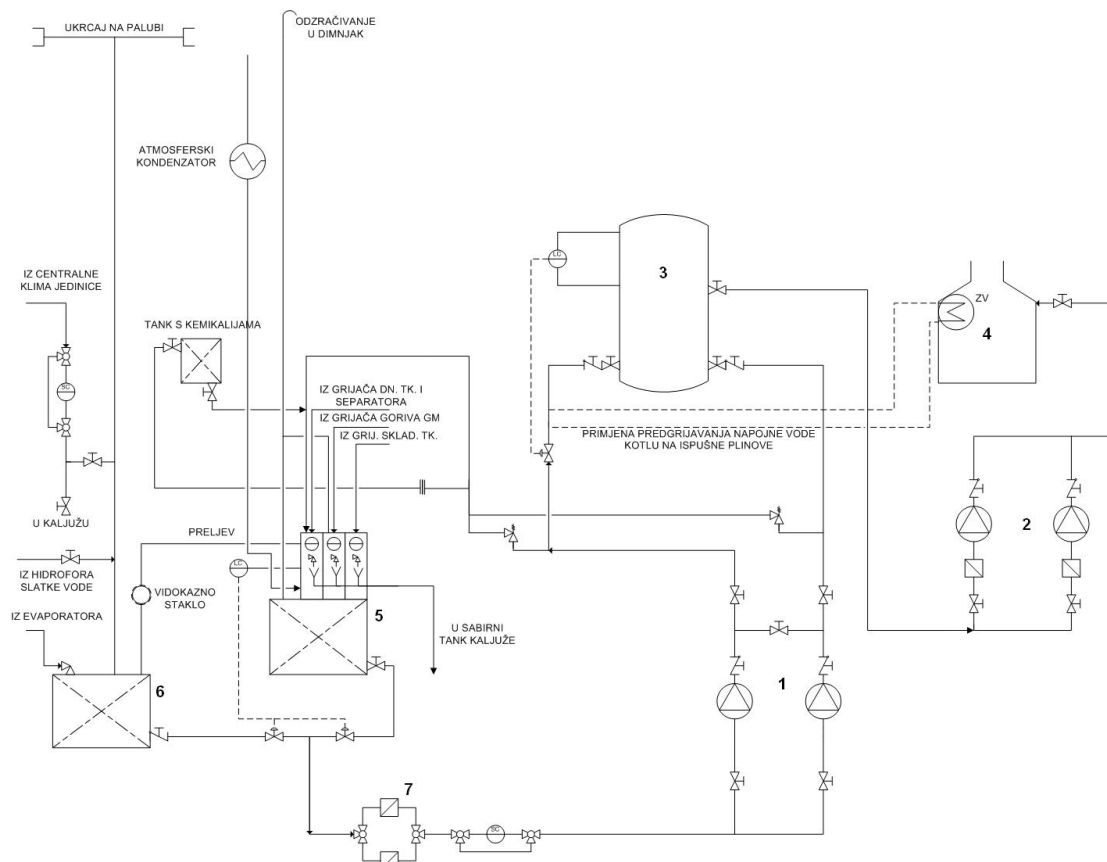 UKRCAJ NA PALUBI
ODZRAČIVANJE
U DIMNJAK
ATMOSFERSKI
KONDENZATOR
IZ CENTRALNE
KLIMA JEDINICE
LC
3
ZV
4
TANK S KEMIKALIJAMA
IZ GRIJAČA DN. TK. I
SEPARATORA
IZ GRIJAČA GORIVA GM
IZ GRIJ. SKLAD. TK.
SC
PRIMJENA PREDGRIJAVANJA NAPOJNE VODE
KOTLU NA ISPUŠNE PLINOVE
U KALJUŽU
2
PRELJEV
LC
IZ HIDROFORA
SLATKE VODE
VIDOKAZNO
STAKLO
IZ EVAPORATORA
5
U SABIRNI
TANK KALJUŽE
6
1
7
SC